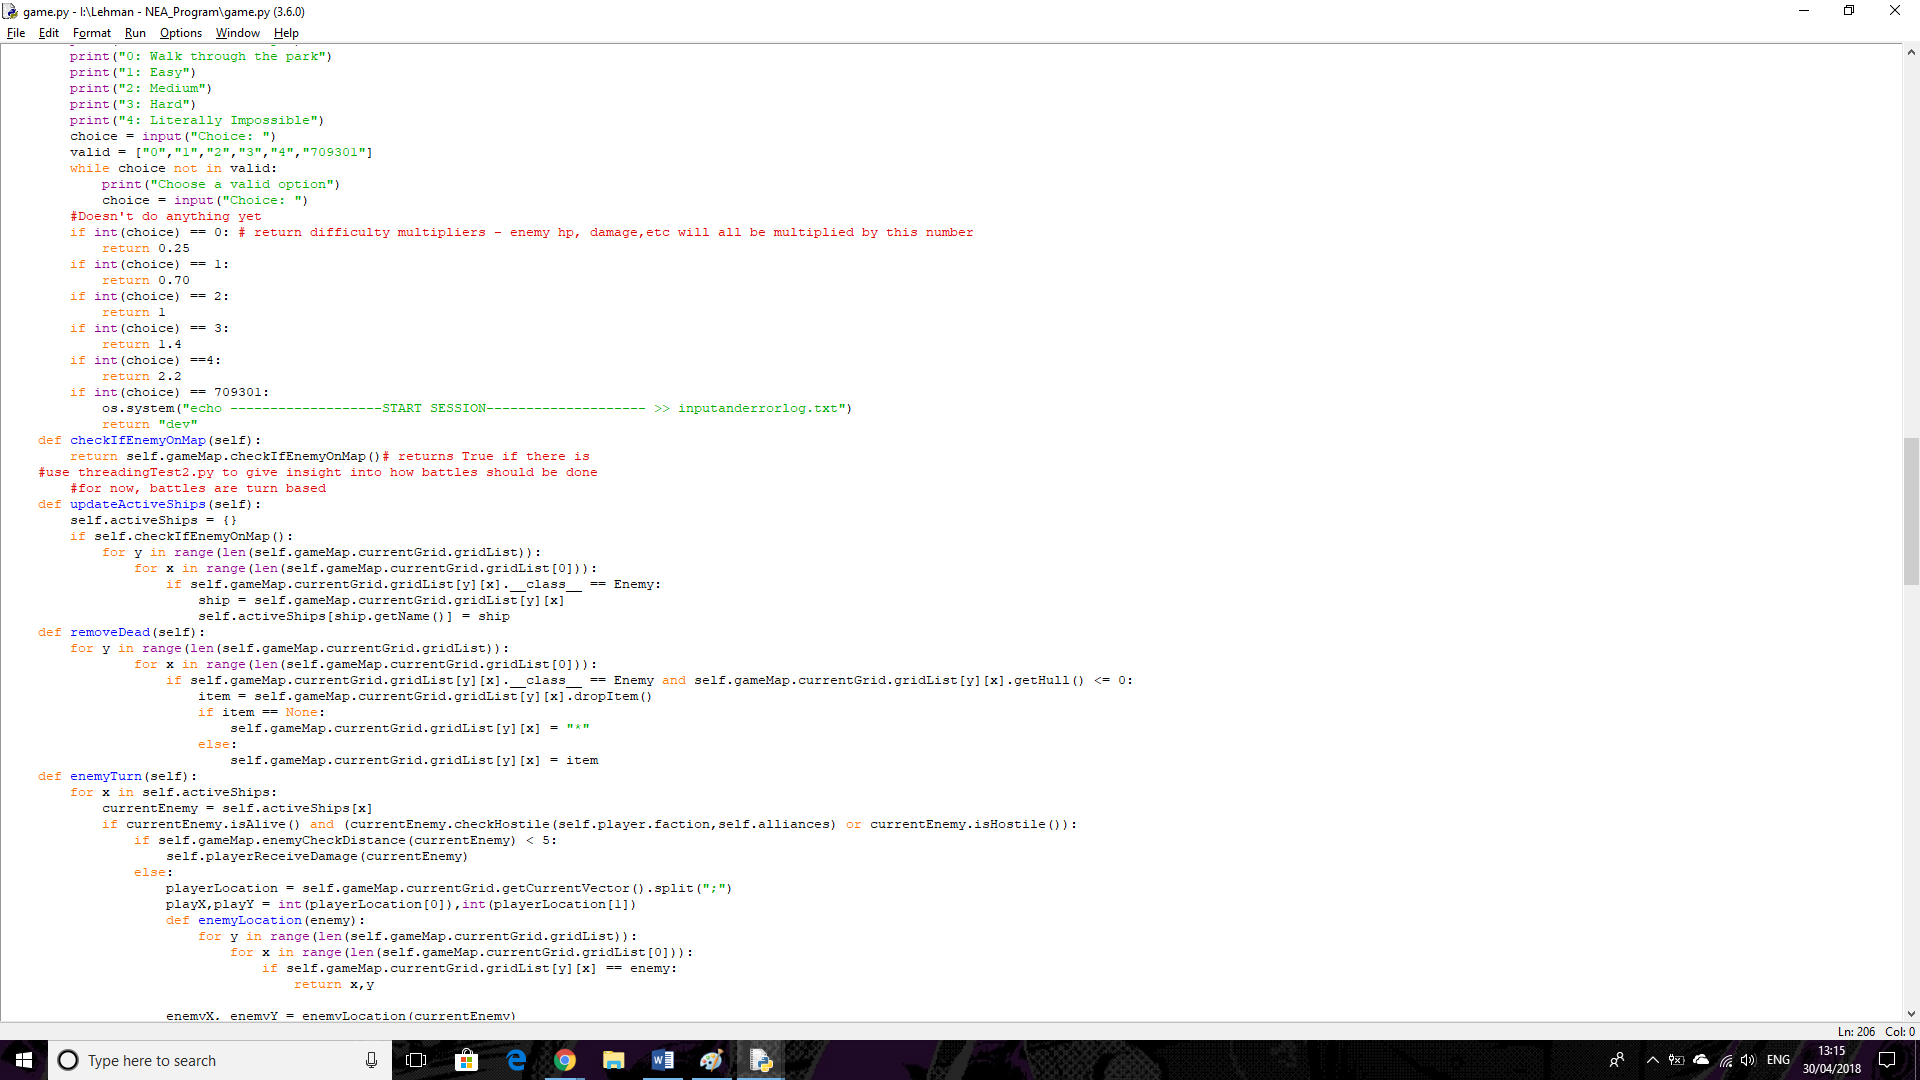 game.py - I:\Lehman - NEA_Program\game.py (3.6.0)
File Edit Format Run Options Window Help
        print("0: Walk through the park")
        print("1: Easy")
        print("2: Medium")
        print("3: Hard")
        print("4: Literally Impossible")
        choice = input("Choice: ")
        valid = ["0","1","2","3","4","709301"]
        while choice not in valid:
            print("Choose a valid option")
            choice = input("Choice: ")
        #Doesn't do anything yet
        if int(choice) == 0: # return difficulty multipliers - enemy hp, damage,etc will all be multiplied by this number
            return 0.25
        if int(choice) == 1:
            return 0.70
        if int(choice) == 2:
            return 1
        if int(choice) == 3:
            return 1.4
        if int(choice) ==4:
            return 2.2
        if int(choice) == 709301:
            os.system("echo -------------------START SESSION-------------------- >> inputanderrorlog.txt")
            return "dev"
    def checkIfEnemyOnMap(self):
        return self.gameMap.checkIfEnemyOnMap()# returns True if there is
    #use threadingTest2.py to give insight into how battles should be done
        #for now, battles are turn based
    def updateActiveShips(self):
        self.activeShips = {}
        if self.checkIfEnemyOnMap():
            for y in range(len(self.gameMap.currentGrid.gridList)):
                for x in range(len(self.gameMap.currentGrid.gridList[0])):
                    if self.gameMap.currentGrid.gridList[y][x].__class__ == Enemy:
                        ship = self.gameMap.currentGrid.gridList[y][x]
                        self.activeShips[ship.getName()] = ship
    def removeDead(self):
        for y in range(len(self.gameMap.currentGrid.gridList)):
                for x in range(len(self.gameMap.currentGrid.gridList[0])):
                    if self.gameMap.currentGrid.gridList[y][x].__class__ == Enemy and self.gameMap.currentGrid.gridList[y][x].getHull() <= 0:
                        item = self.gameMap.currentGrid.gridList[y][x].dropItem()
                        if item == None:
                            self.gameMap.currentGrid.gridList[y][x] = "*"
                        else:
                            self.gameMap.currentGrid.gridList[y][x] = item
    def enemyTurn(self):
        for x in self.activeShips:
            currentEnemy = self.activeShips[x]
            if currentEnemy.isAlive() and (currentEnemy.checkHostile(self.player.faction,self.alliances) or currentEnemy.isHostile()):
                if self.gameMap.enemyCheckDistance(currentEnemy) < 5:
                    self.playerReceiveDamage(currentEnemy)
                else:
                    playerLocation = self.gameMap.currentGrid.getCurrentVector().split(";")
                    playX,playY = int(playerLocation[0]),int(playerLocation[1])
                    def enemyLocation(enemy):
                        for y in range(len(self.gameMap.currentGrid.gridList)):
                            for x in range(len(self.gameMap.currentGrid.gridList[0])):
                                if self.gameMap.currentGrid.gridList[y][x] == enemy:
                                    return x,y
                    enemyX, enemyY = enemyLocation(currentEnemy)
Ln: 206 Col: 0
Type here to search
ENG
13:15
30/04/2018